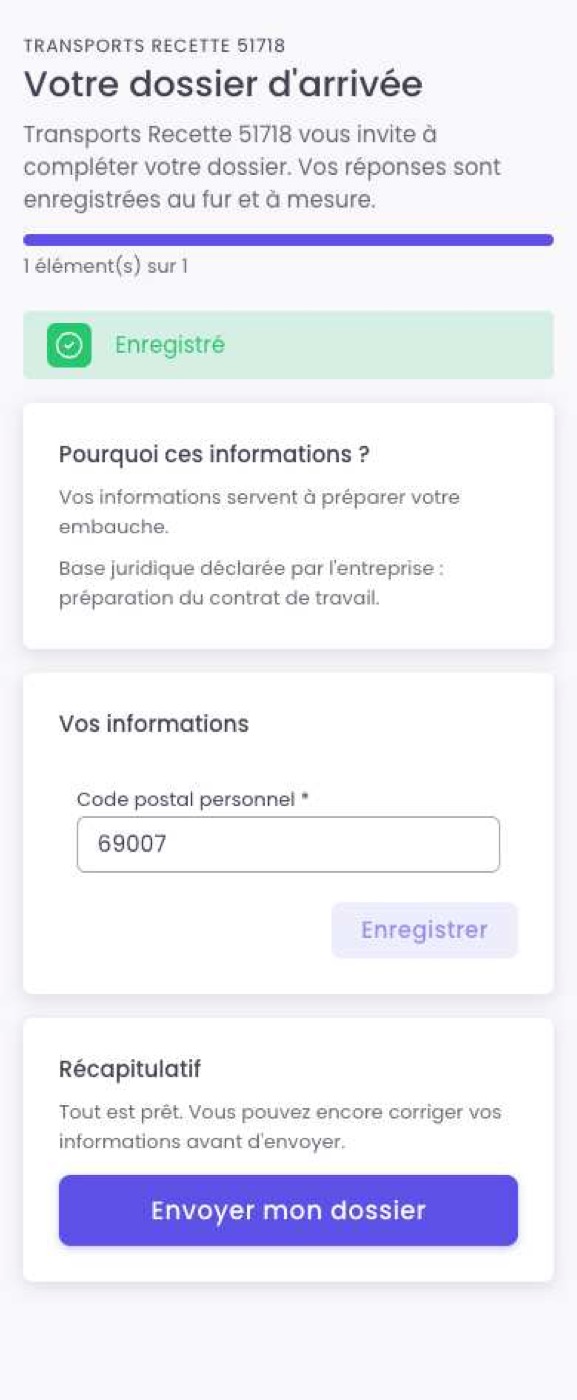 TRANSPORTS RECETTE 51718
Votre dossier d'arrivée
Transports Recette 51718 vous invite à
compléter votre dossier. Vos réponses sont
enregistrées au fur et à mesure.
1 élément(s) sur 1
Enregistré
Pourquoi ces informations ?
Vos informations servent à préparer votre
embauche.
Base juridique déclarée par l'entreprise :
préparation du contrat de travail.
Vos informations
Code postal personnel *
69007
Enregistrer
Récapitulatif
Tout est prêt. Vous pouvez encore corriger vos
informations avant d'envoyer.
Envoyer mon dossier